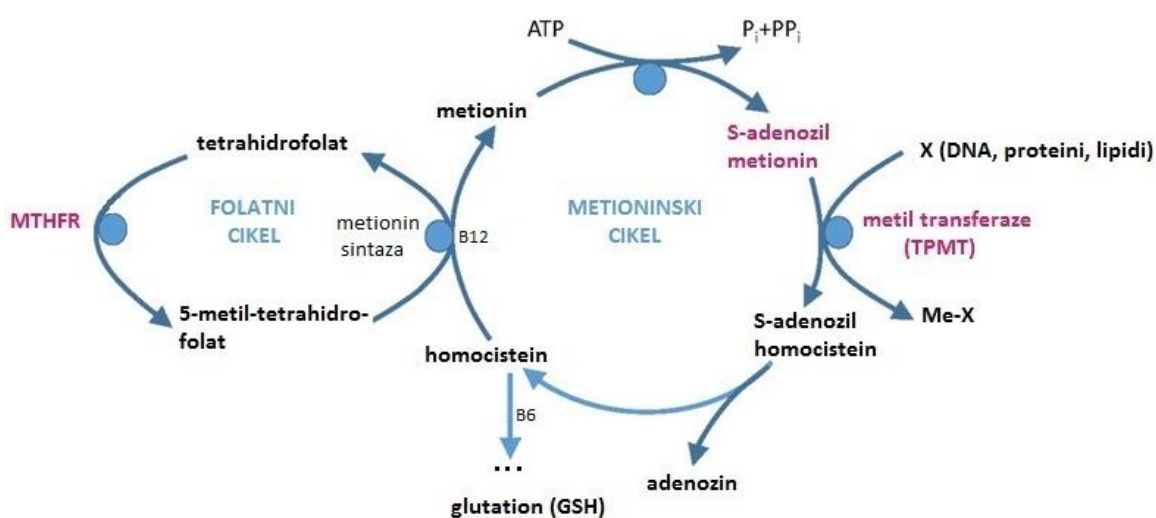 ATP
Pi+PPi
metionin
S-adenozil
metionin
tetrahidrofolat
X (DNA, proteini, lipidi)
MTHFR
FOLATNI
CIKEL
metionin
sintaza
B12
METIONINSKI
CIKEL
metil transferaze
(TPMT)
5-metil-tetrahidro-
folat
S-adenozil
homocistein
Me-X
homocistein
B6
...
adenozin
glutation (GSH)